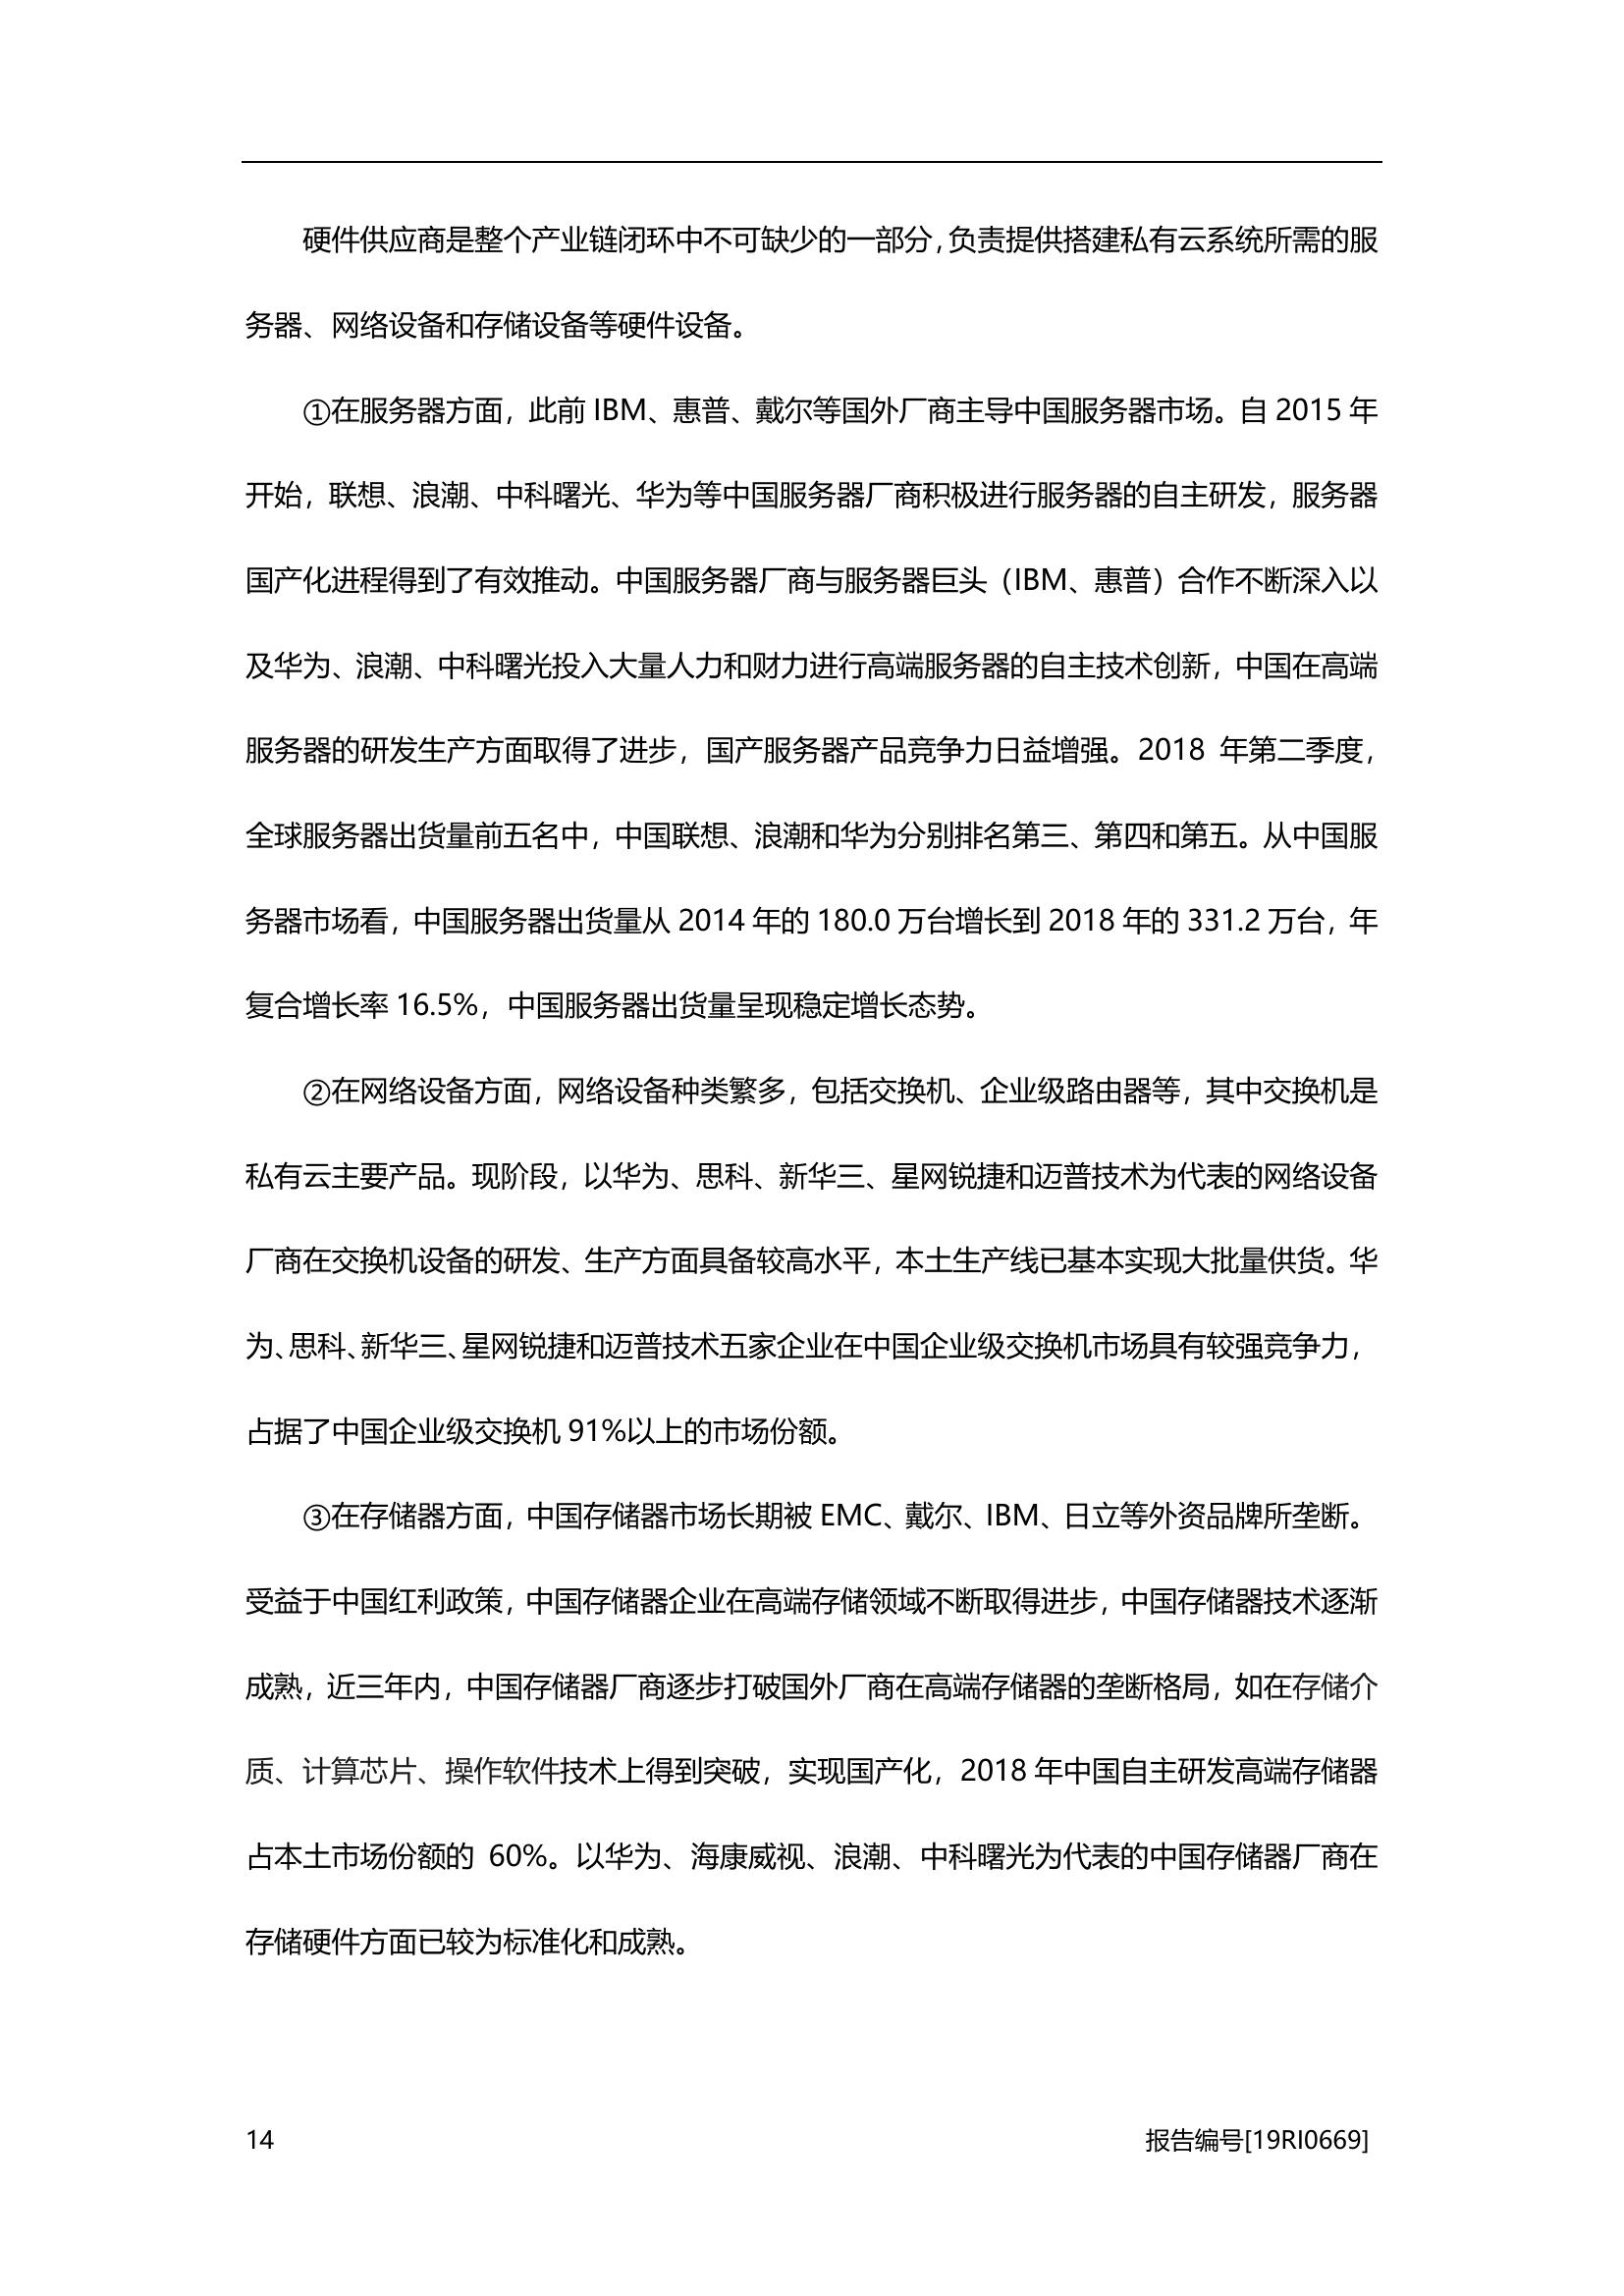 硬件供应商是整个产业链闭环中不可缺少的一部分，负责提供搭建私有云系统所需的服
务器、网络设备和存储设备等硬件设备。
①在服务器方面，此前 IBM、惠普、戴尔等国外厂商主导中国服务器市场。自 2015 年
开始，联想、浪潮、中科曙光、华为等中国服务器厂商积极进行服务器的自主研发，服务器
国产化进程得到了有效推动。中国服务器厂商与服务器巨头（IBM、惠普）合作不断深入以
及华为、浪潮、中科曙光投入大量人力和财力进行高端服务器的自主技术创新，中国在高端
服务器的研发生产方面取得了进步，国产服务器产品竞争力日益增强。2018 年第二季度，
全球服务器出货量前五名中，中国联想、浪潮和华为分别排名第三、第四和第五。从中国服
务器市场看，中国服务器出货量从 2014 年的 180.0 万台增长到 2018 年的 331.2 万台，年
复合增长率 16.5%，中国服务器出货量呈现稳定增长态势。
②在网络设备方面，网络设备种类繁多，包括交换机、企业级路由器等，其中交换机是
私有云主要产品。现阶段，以华为、思科、新华三、星网锐捷和迈普技术为代表的网络设备
厂商在交换机设备的研发、生产方面具备较高水平，本土生产线已基本实现大批量供货。华
为、思科、新华三、星网锐捷和迈普技术五家企业在中国企业级交换机市场具有较强竞争力，
占据了中国企业级交换机 91%以上的市场份额。
③在存储器方面，中国存储器市场长期被 EMC、戴尔、IBM、日立等外资品牌所垄断。
受益于中国红利政策，中国存储器企业在高端存储领域不断取得进步，中国存储器技术逐渐
成熟，近三年内，中国存储器厂商逐步打破国外厂商在高端存储器的垄断格局，如在存储介
质、计算芯片、操作软件技术上得到突破，实现国产化，2018 年中国自主研发高端存储器
占本土市场份额的 60%。以华为、海康威视、浪潮、中科曙光为代表的中国存储器厂商在
存储硬件方面已较为标准化和成熟。
14
报告编号[19RI0669]